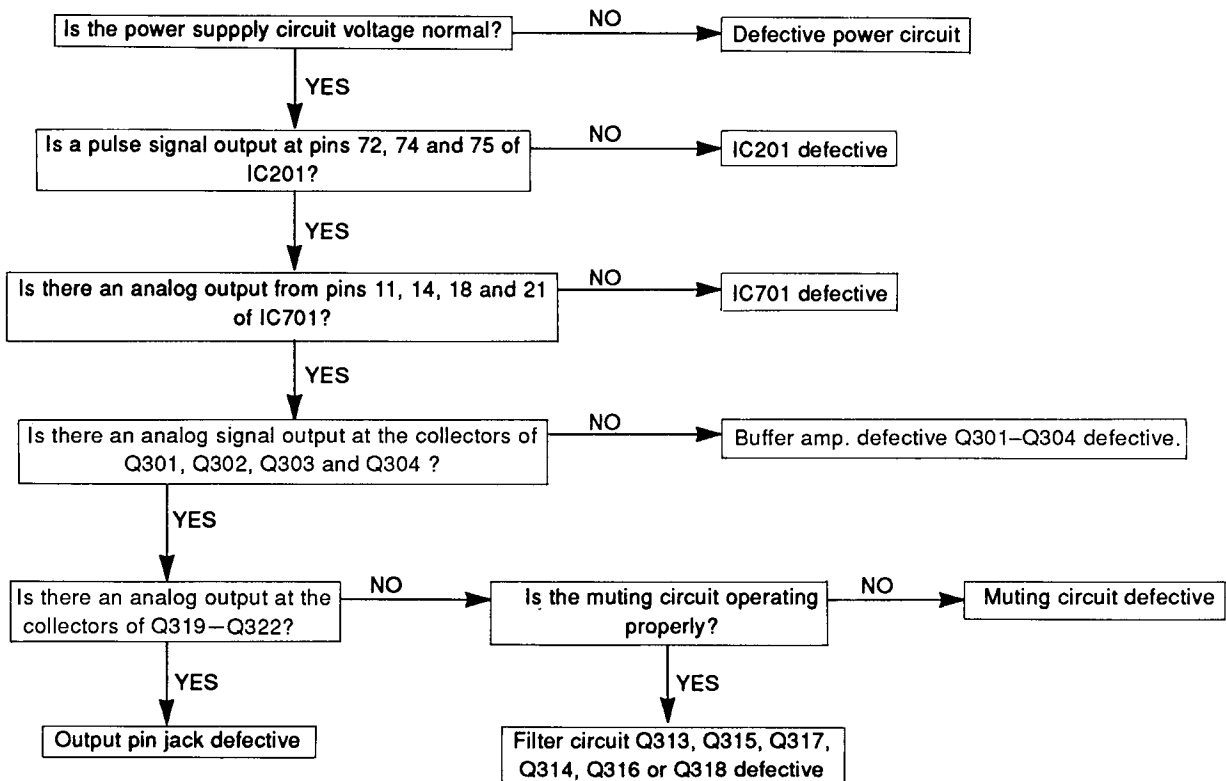 Is the power suppply circuit voltage normal?
NO
Defective power circuit
YES
Is a pulse signal output at pins 72, 74 and 75 of
IC201?
NO
IC201 defective
YES
Is there an analog output from pins 11, 14, 18 and 21
of IC701?
NO
IC701 defective
YES
Is there an analog signal output at the collectors of
Q301, Q302, Q303 and Q304 ?
NO
Buffer amp. defective Q301–Q304 defective.
YES
Is there an analog output at the
collectors of Q319–Q322?
NO
Is the muting circuit operating
properly?
NO
Muting circuit defective
YES
YES
Output pin jack defective
Filter circuit Q313, Q315, Q317,
Q314, Q316 or Q318 defective